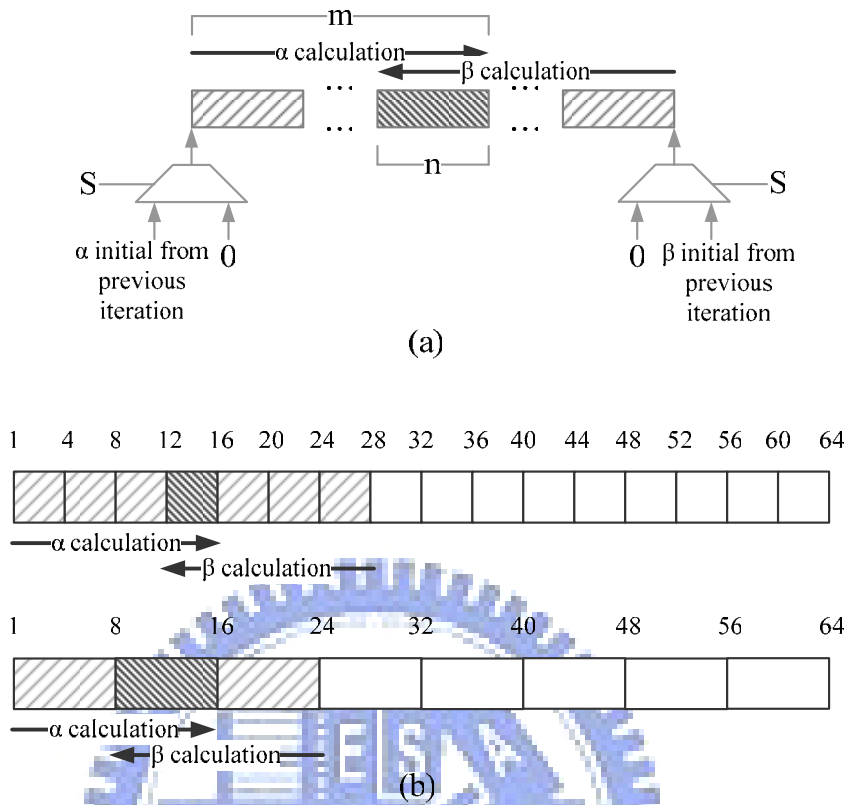 m
α calculation
β calculation
... ...
... ...
n
S S
α initial from 0 0 β initial from
previous previous
iteration iteration
(a)
1 4 8 12 16 20 24 28 32 36 40 44 48 52 56 60 64
α calculation
β calculation
1 8 16 24 32 40 48 56 64
α calculation
β calculation
E S A
(b)